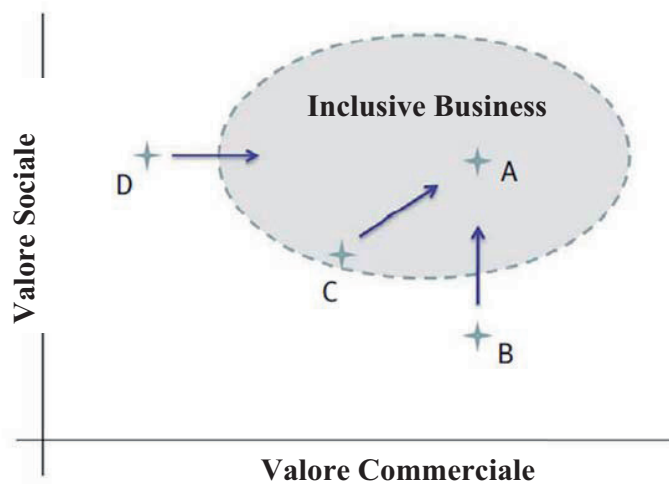 Inclusive Business
Valore Sociale
D
A
C
B
Valore Commerciale